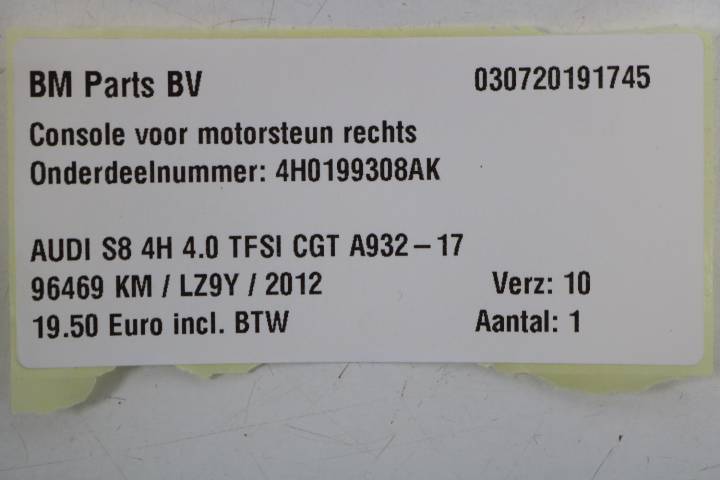 BM Parts BV 030720191745
Console voor motorsteun rechts
Onderdeelnummer: 4H0199308AK
AUDI S8 4H 4.0 TFSI CGT A932-17
96469 KM / LZ9Y / 2012 Verz: 10
19.50 Euro incl. BTW Aantal: 1